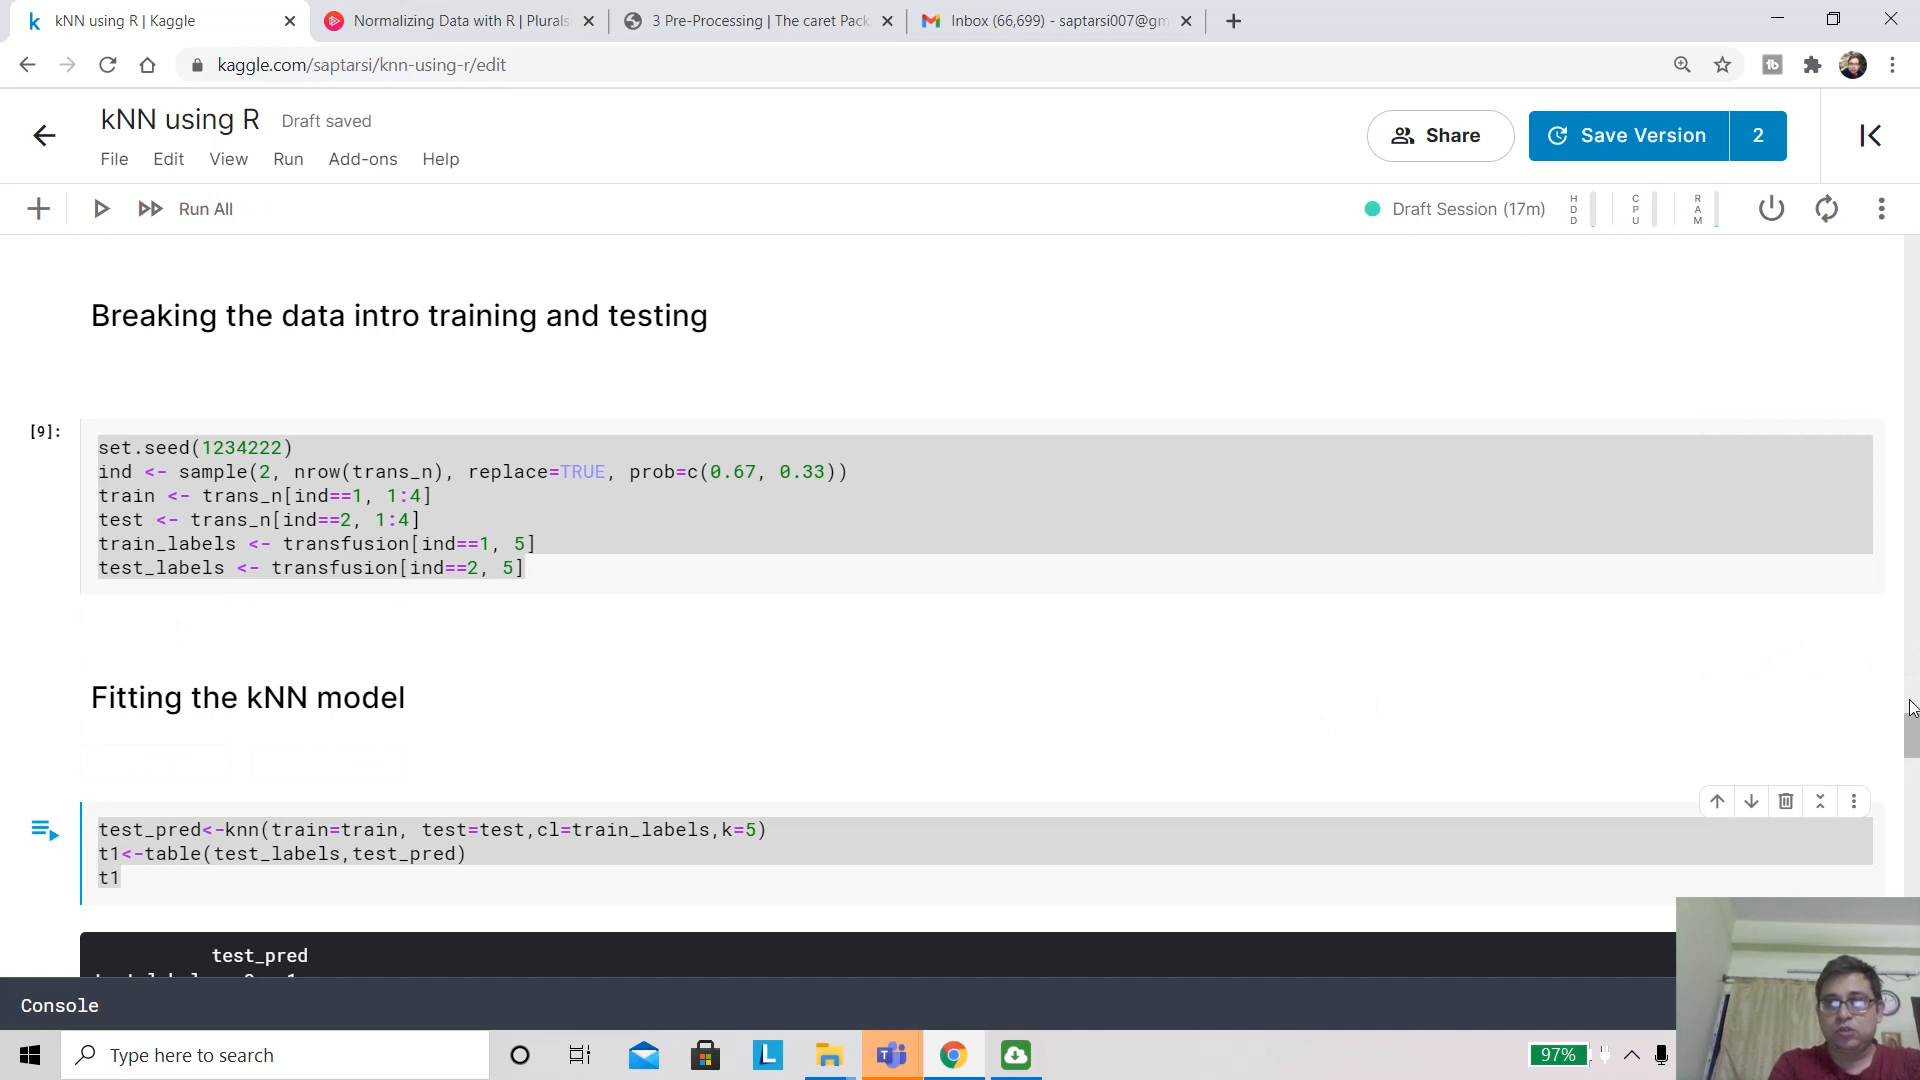 kNN using R | Kaggle
Normalizing Data with R | Plurals
3 Pre-Processing | The caret Pack
Inbox (66,699) - saptarsi007@gm
kaggle.com/saptarsi/knn-using-r/edit
kNN using R
Draft saved
File Edit View Run Add-ons Help
Share
Save Version
2
Run All
Draft Session (17m)
HDD
CPU
RAM
Breaking the data intro training and testing
[9]:
set.seed(1234222)
ind <- sample(2, nrow(trans_n), replace=TRUE, prob=c(0.67, 0.33))
train <- trans_n[ind==1, 1:4]
test <- trans_n[ind==2, 1:4]
train_labels <- transfusion[ind==1, 5]
test_labels <- transfusion[ind==2, 5]
Fitting the kNN model
test_pred<-knn(train=train, test=test,cl=train_labels,k=5)
t1<-table(test_labels,test_pred)
t1
test_pred
Console
Type here to search
97%